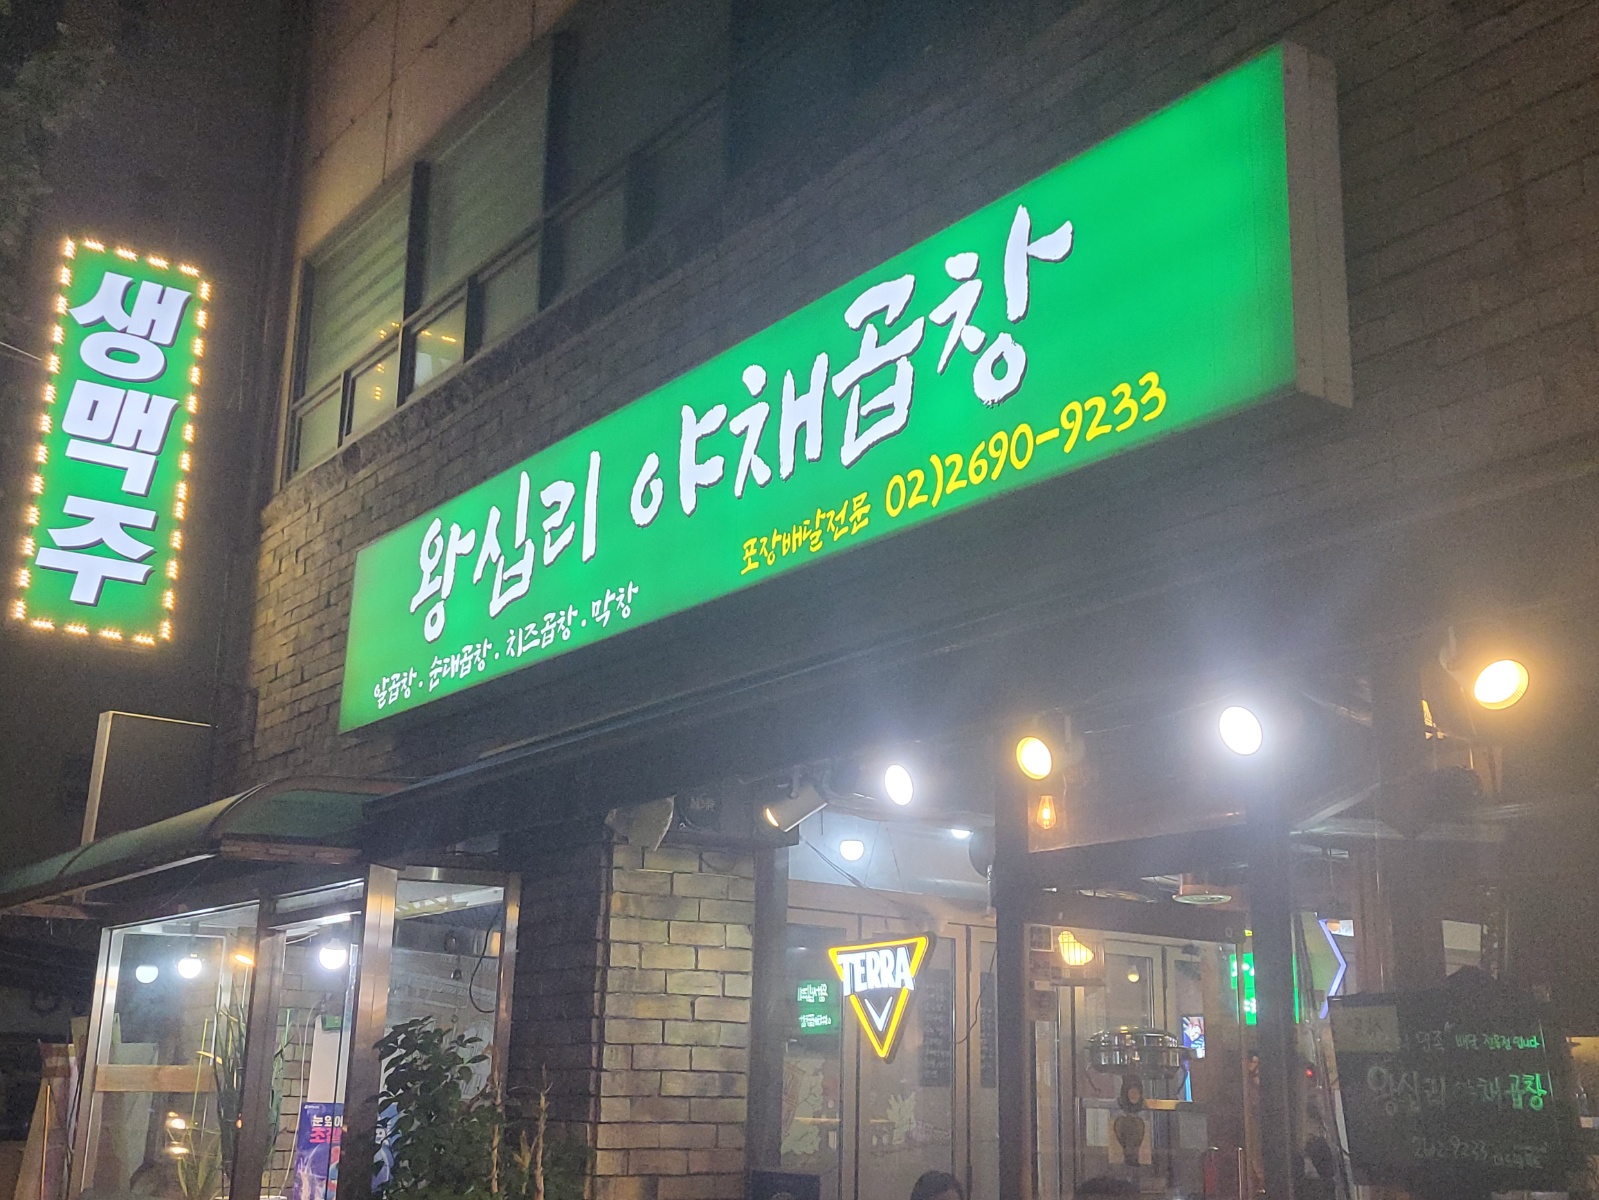 생맥주
왕십리 야채곱창
알곱창 · 순대곱창 · 치즈곱창 · 막창
포장배달전문 02)2690-9233
TERRA
왕십리 야채곱창